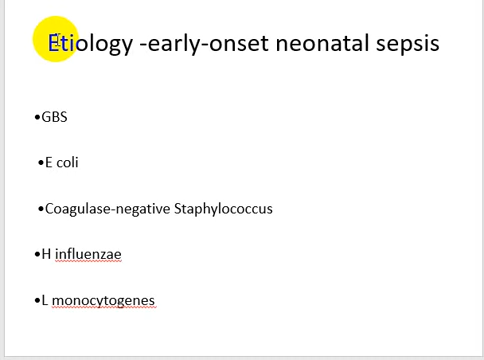 Etiology -early-onset neonatal sepsis
•GBS
•E coli
•Coagulase-negative Staphylococcus
•H influenzae
•L monocytogenes